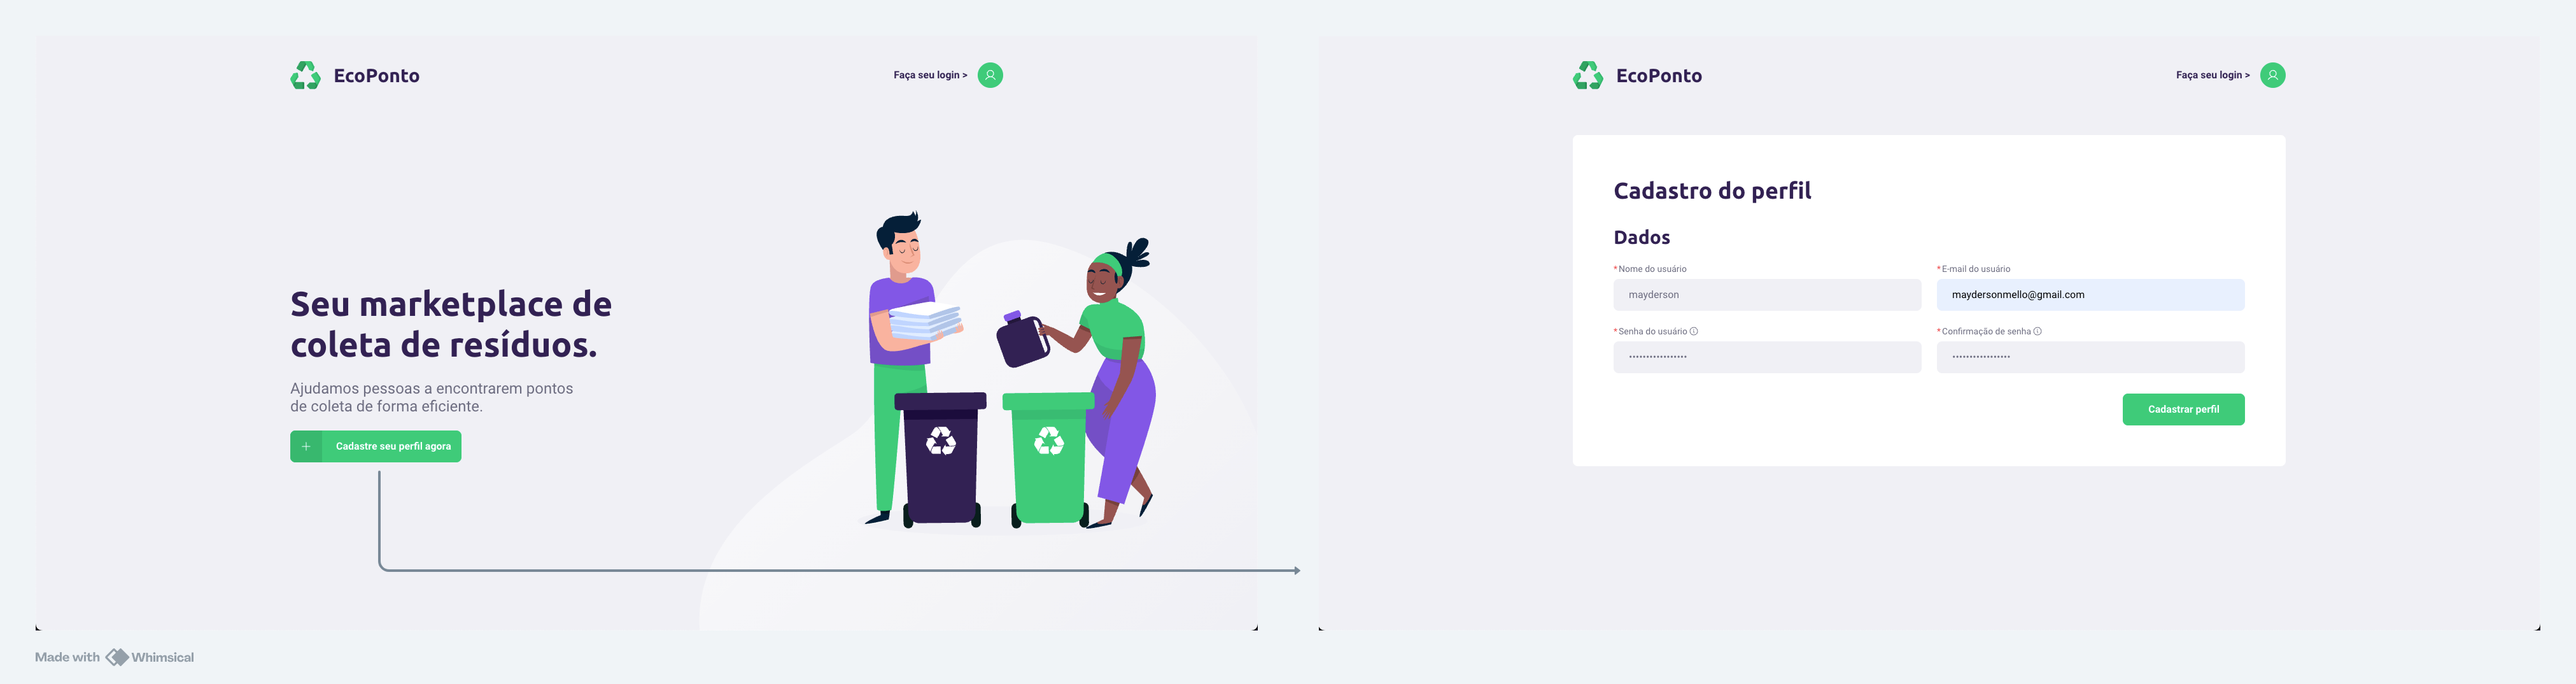 EcoPonto
Faça seu login >
Seu marketplace de
coleta de resíduos.
Ajudamos pessoas a encontrarem pontos
de coleta de forma eficiente.
+ Cadastre seu perfil agora
EcoPonto
Faça seu login >
Cadastro do perfil
Dados
*Nome do usuário
*E-mail do usuário
mayderson
maydersonmello@gmail.com
*Senha do usuário
*Confirmação de senha
•••••••••••••••••
•••••••••••••••••
Cadastrar perfil
Made with Whimsical